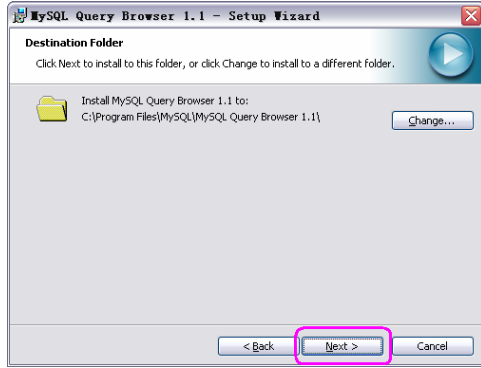 MySQL Query Browser 1.1 - Setup Wizard
Destination Folder
Click Next to install to this folder, or click Change to install to a different folder.
Install MySQL Query Browser 1.1 to:
C:\Program Files\MySQL\MySQL Query Browser 1.1\
Change...
< Back
Next >
Cancel